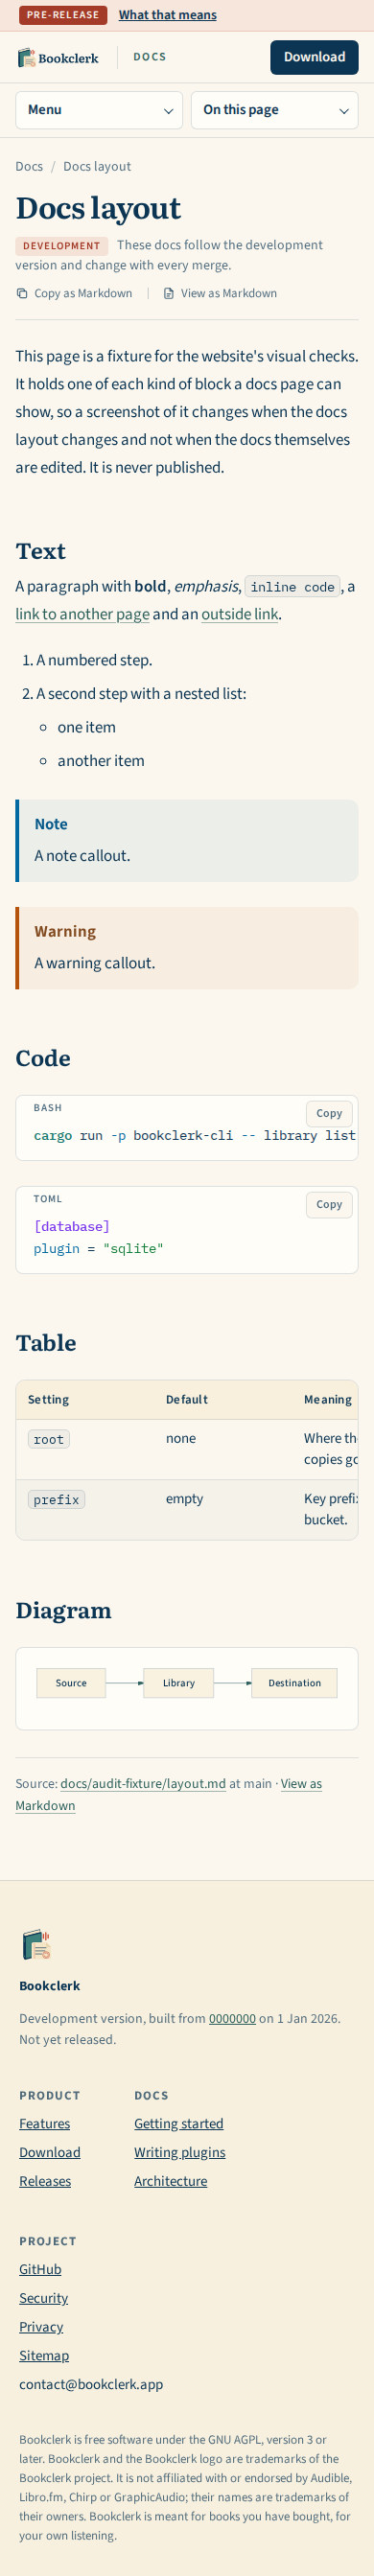 PRE-RELEASE What that means
Bookclerk DOCS Download
Menu On this page
Docs / Docs layout
Docs layout
DEVELOPMENT These docs follow the development
version and change with every merge.
Copy as Markdown | View as Markdown
This page is a fixture for the website's visual checks.
It holds one of each kind of block a docs page can
show, so a screenshot of it changes when the docs
layout changes and not when the docs themselves
are edited. It is never published.
Text
A paragraph with bold, emphasis, inline code, a
link to another page and an outside link.
1. A numbered step.
2. A second step with a nested list:
one item
another item
Note
A note callout.
Warning
A warning callout.
Code
BASH Copy
cargo run -p bookclerk-cli -- library list
TOML Copy
[database]
plugin = "sqlite"
Table
Setting Default Meaning
root none Where
copies
prefix empty Key
bucket.
Diagram
Source Library Destination
Source: docs/audit-fixture/layout.md at main · View as
Markdown
Bookclerk
Development version, built from 0000000 on 1 Jan 2026.
Not yet released.
PRODUCT DOCS
Features Getting started
Download Writing plugins
Releases Architecture
PROJECT
GitHub
Security
Privacy
Sitemap
contact@bookclerk.app
Bookclerk is free software under the GNU AGPL, version 3 or
later. Bookclerk and the Bookclerk logo are trademarks of the
Bookclerk project. It is not affiliated with or endorsed by Audible,
Libro.fm, Chirp or GraphicAudio; their names are trademarks of
their owners. Bookclerk is meant for books you have bought, for
your own listening.